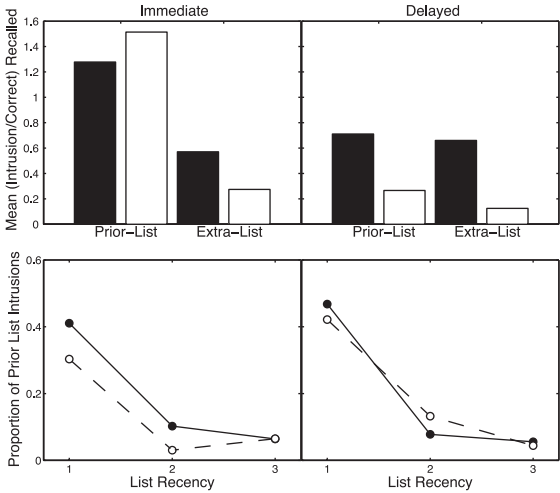 Immediate Delayed
Mean (Intrusion/Correct) Recalled
1.6
1.4
1.2
1
0.8
0.6
0.4
0.2
0
Prior-List Extra-List Prior-List Extra-List
Proportion of Prior List Intrusions
0.6
0.4
0.2
0
1 2 3 1 2 3
List Recency List Recency